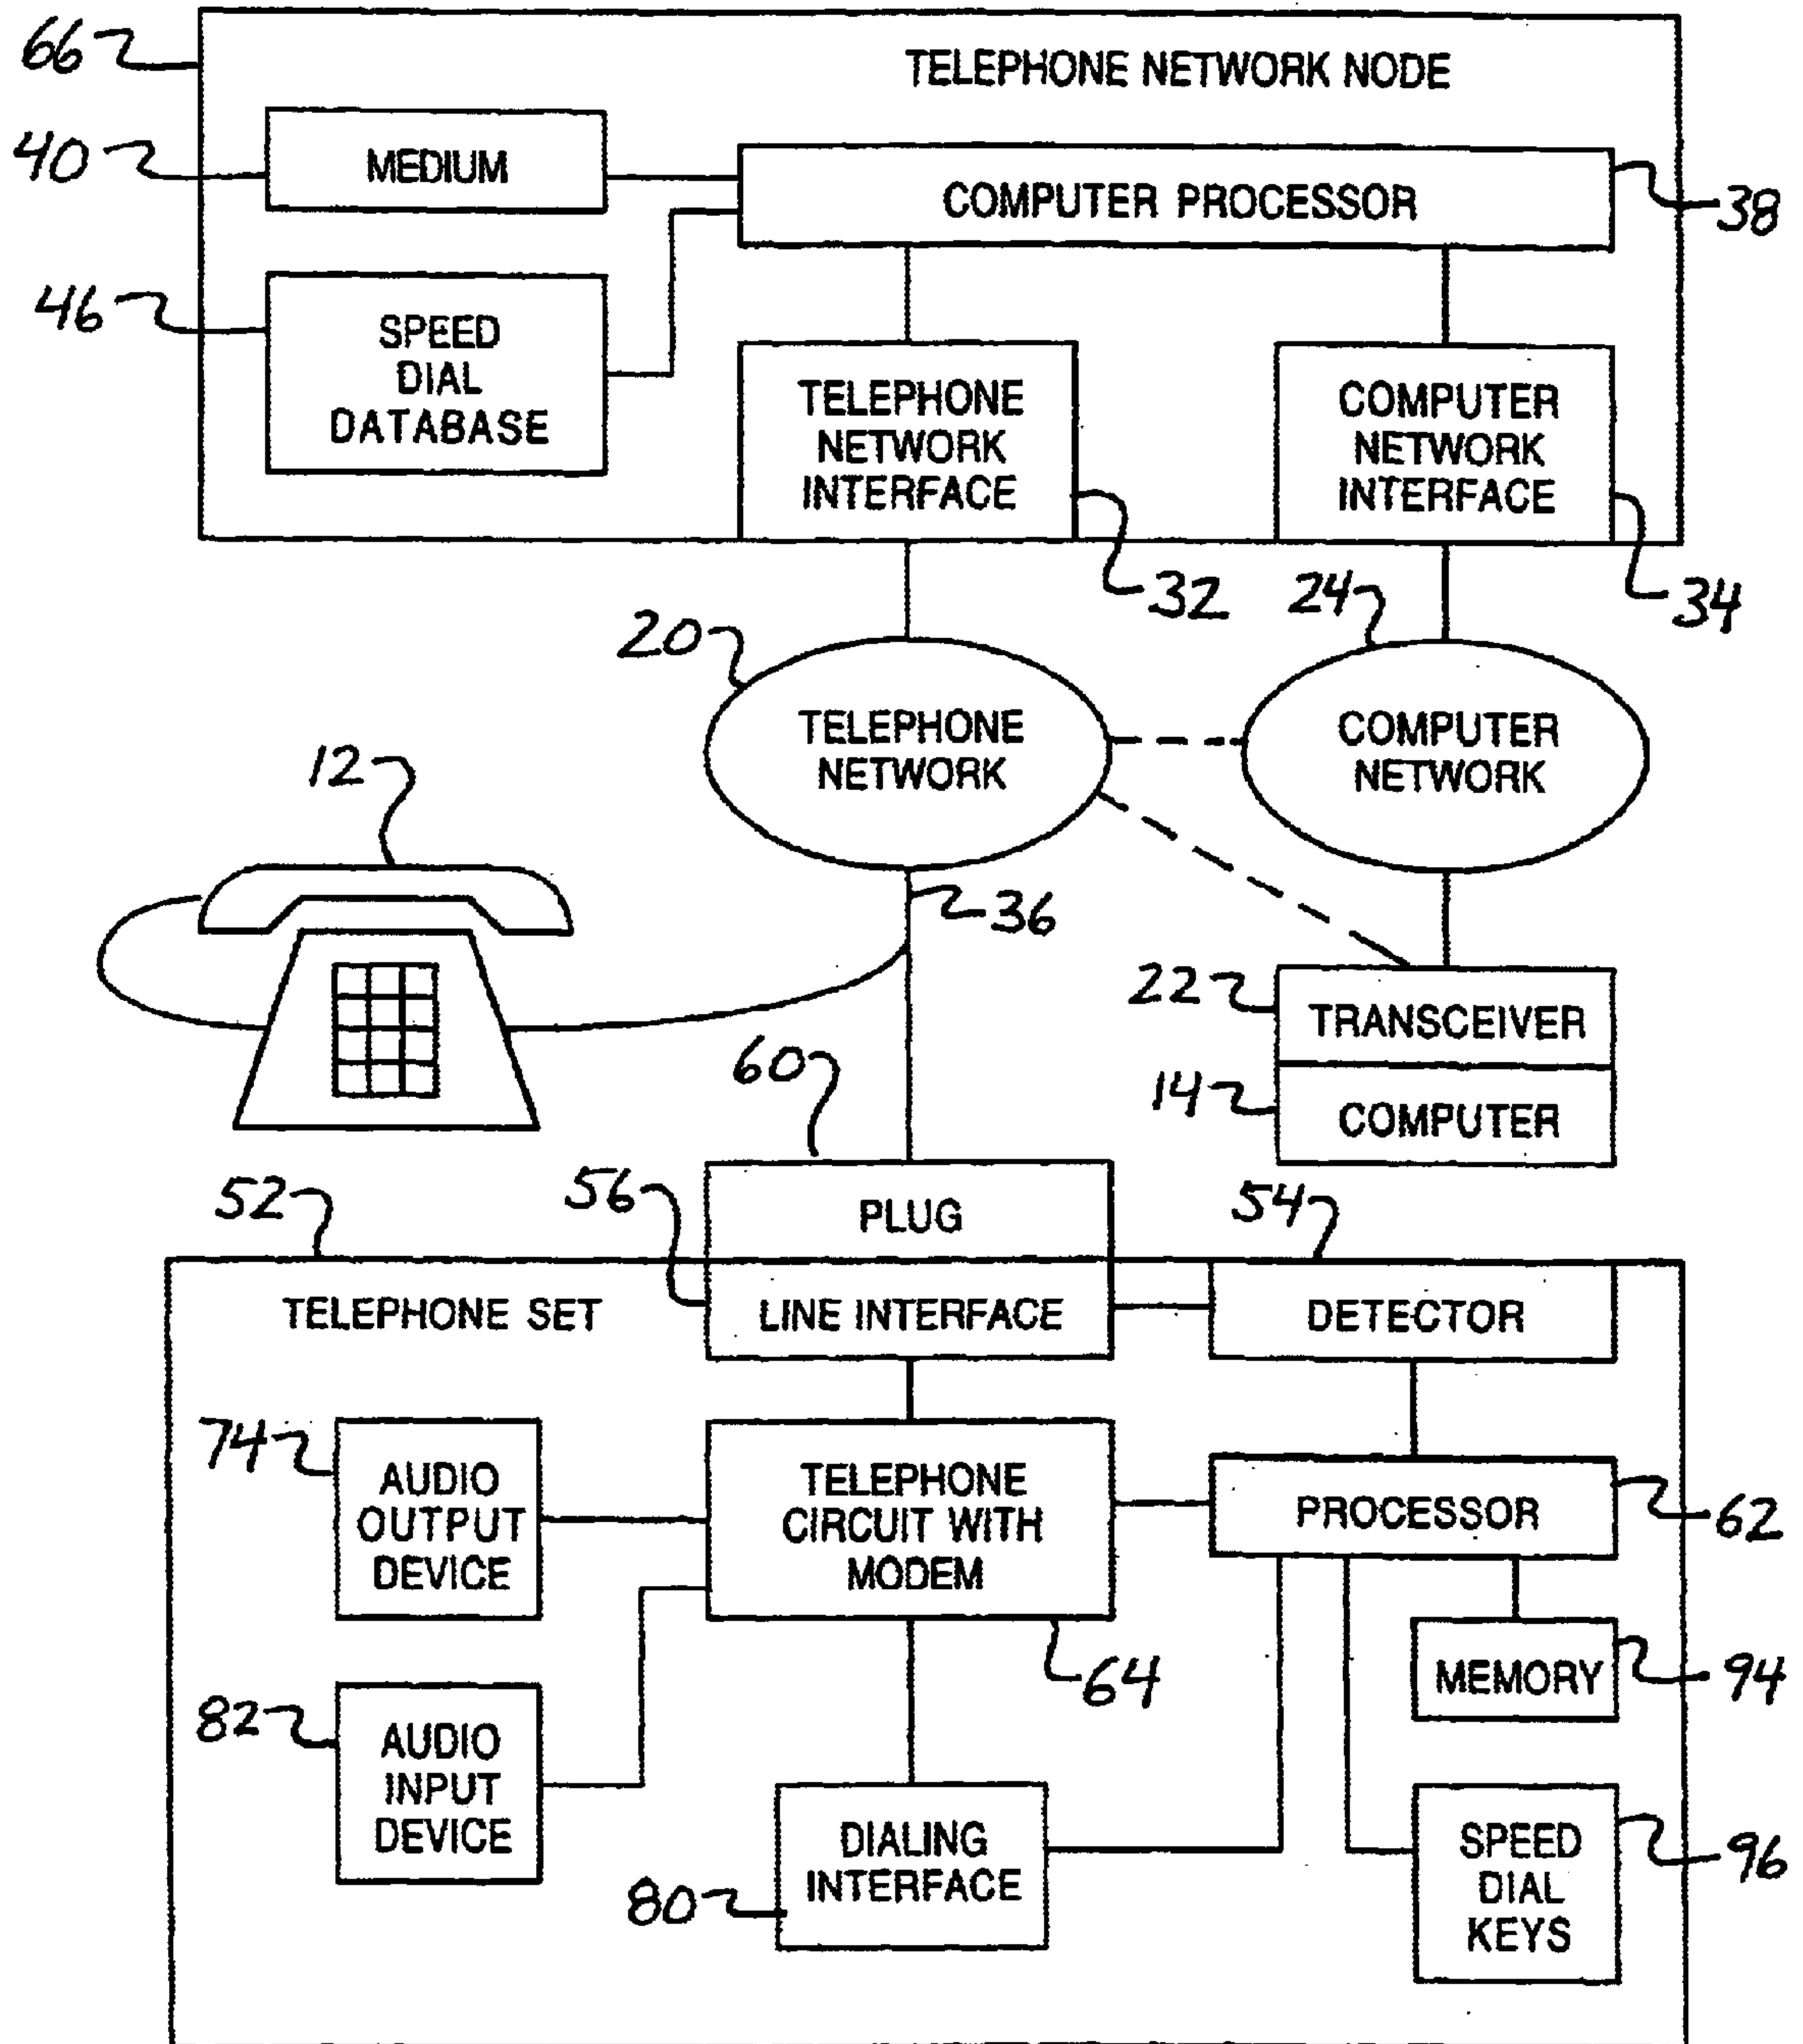 66
TELEPHONE NETWORK NODE
40
MEDIUM
COMPUTER PROCESSOR
38
46
SPEED
DIAL
DATABASE
TELEPHONE
NETWORK
INTERFACE
COMPUTER
NETWORK
INTERFACE
32
34
20
24
TELEPHONE
NETWORK
COMPUTER
NETWORK
12
36
22
TRANSCEIVER
14
COMPUTER
60
PLUG
52
56
54
TELEPHONE SET
LINE INTERFACE
DETECTOR
74
AUDIO
OUTPUT
DEVICE
TELEPHONE
CIRCUIT WITH
MODEM
64
PROCESSOR
62
MEMORY
94
82
AUDIO
INPUT
DEVICE
80
DIALING
INTERFACE
SPEED
DIAL
KEYS
96